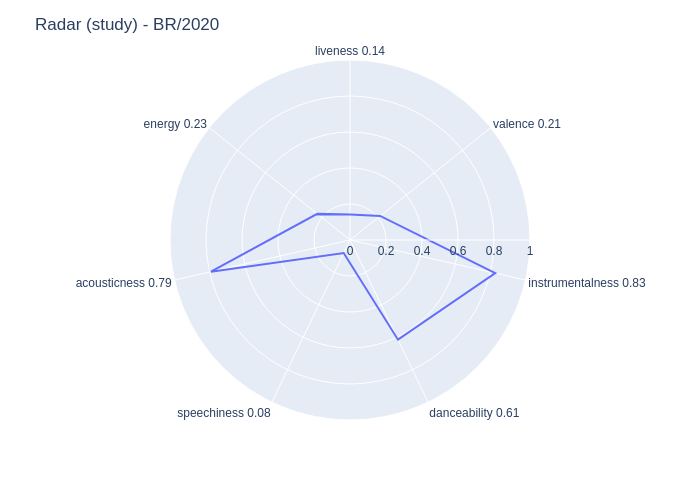 Radar (study) - BR/2020
liveness 0.14
energy 0.23
valence 0.21
0 0.2 0.4 0.6 0.8 1
acousticness 0.79
instrumentalness 0.83
speechiness 0.08
danceability 0.61